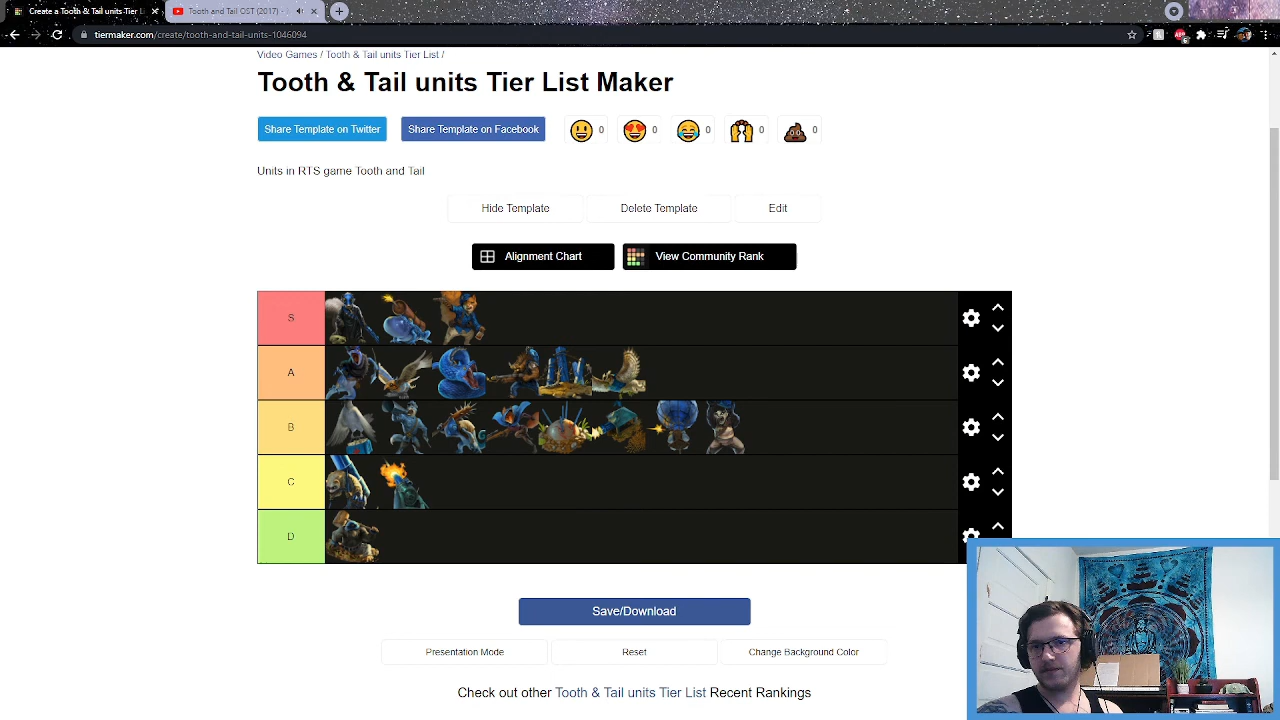 Create a Tooth & Tail units Tier Li
Tooth and Tail OST (2017) -
tiermaker.com/create/tooth-and-tail-units-1046094
Video Games / Tooth & Tail units Tier List /
Tooth & Tail units Tier List Maker
Share Template on Twitter Share Template on Facebook 0 0 0 0 0
Units in RTS game Tooth and Tail
Hide Template Delete Template Edit
Alignment Chart View Community Rank
S
A
B
C
D
Save/Download
Presentation Mode Reset Change Background Color
Check out other Tooth & Tail units Tier List Recent Rankings